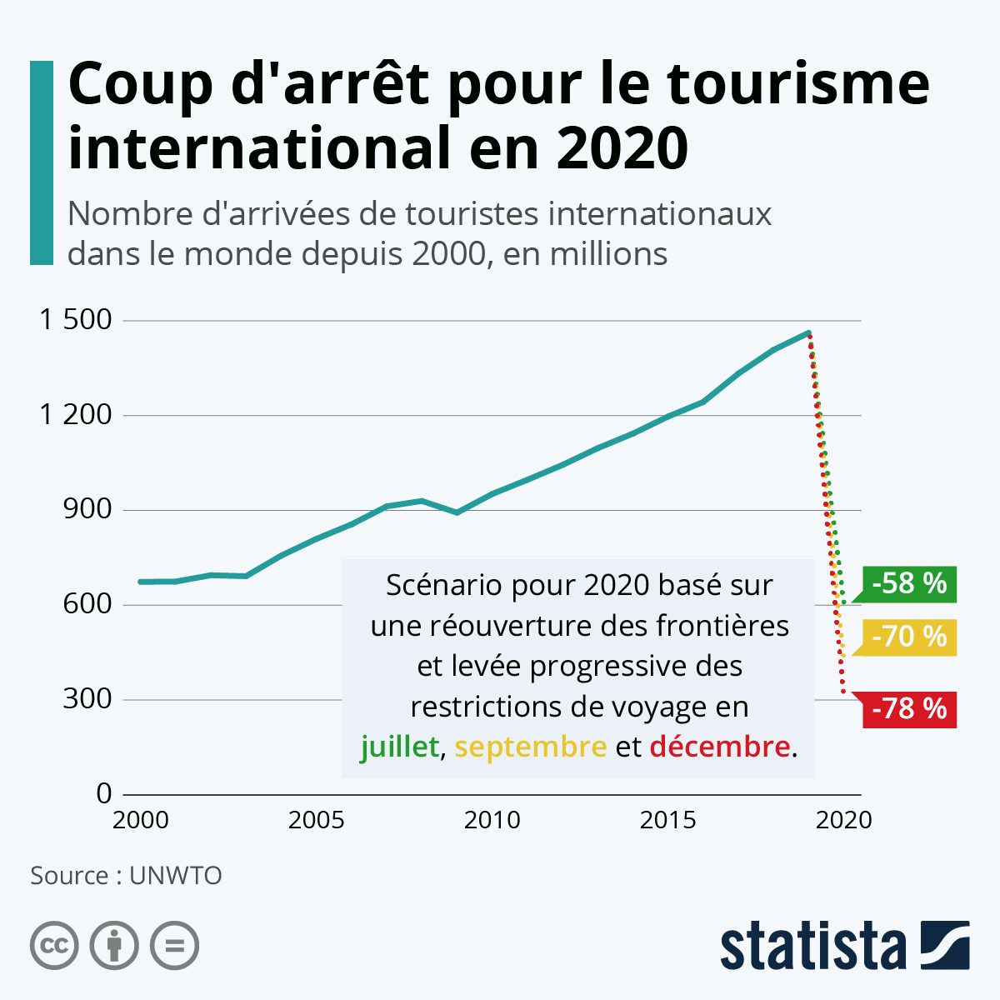 Coup d'arrêt pour le tourisme
international en 2020
Nombre d'arrivées de touristes internationaux
dans le monde depuis 2000, en millions
1 500
1 200
900
600
300
0
2000
2005
2010
2015
2020
Scénario pour 2020 basé sur
une réouverture des frontières
et levée progressive des
restrictions de voyage en
juillet, septembre et décembre.
-58 %
-70 %
-78 %
Source : UNWTO
cc
statista